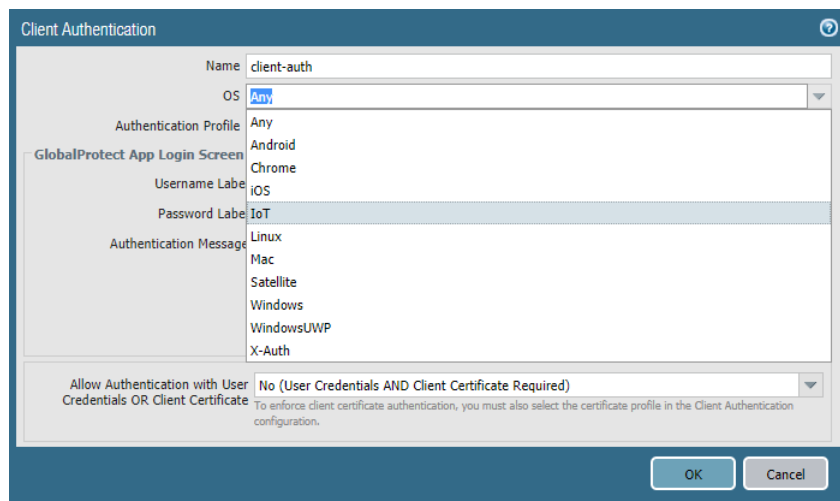 Client Authentication
Name client-auth
OS Any
Authentication Profile
Any
Android
Chrome
GlobalProtect App Login Screen
Username Labe
iOS
Password Labe
IoT
Linux
Authentication Message
Mac
Satellite
Windows
WindowsUWP
X-Auth
Allow Authentication with User
Credentials OR Client Certificate
No (User Credentials AND Client Certificate Required)
To enforce client certificate authentication, you must also select the certificate profile in the Client Authentication
configuration.
OK Cancel